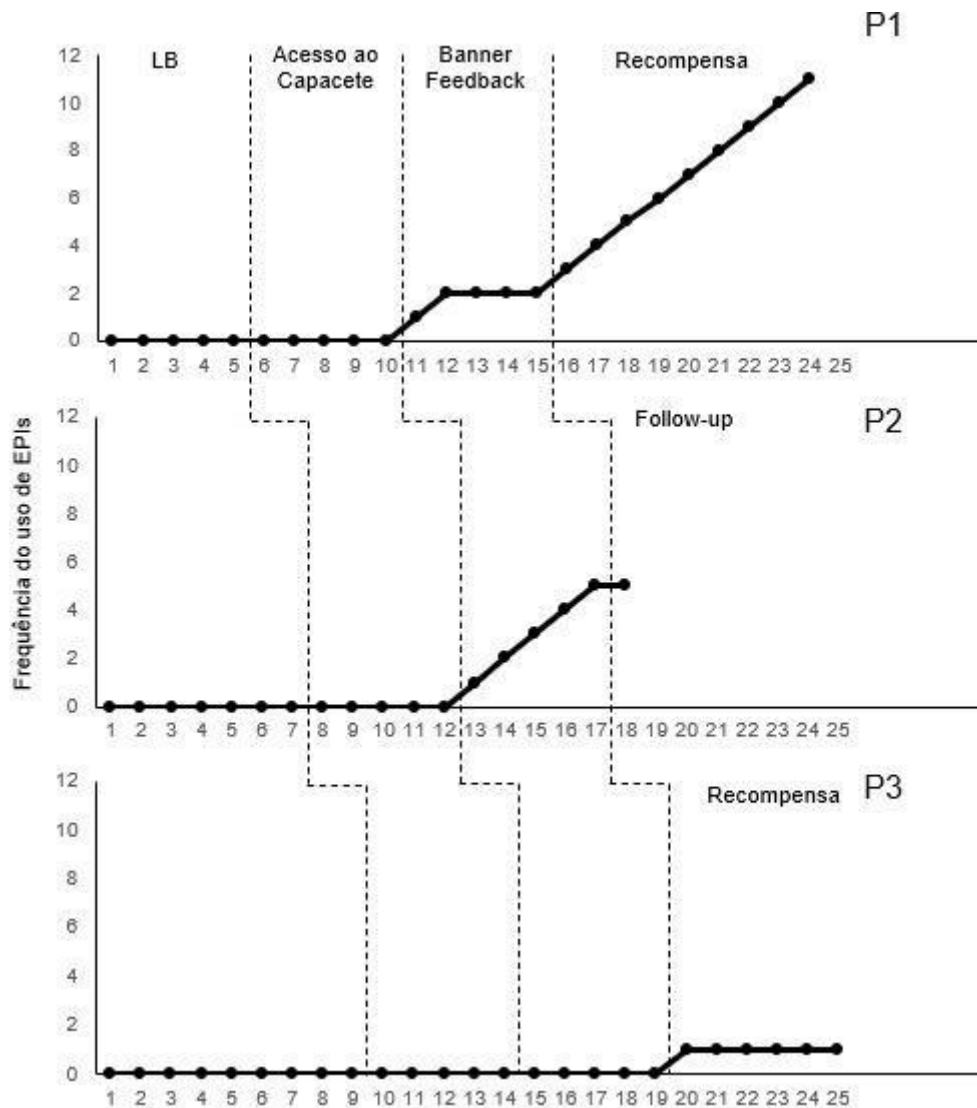 P1
12
LB
Acesso ao
Capacete
Banner
Feedback
Recompensa
10
8
6
4
2
0
1 2 3 4 5 6 7 8 9 10 11 12 13 14 15 16 17 18 19 20 21 22 23 24 25
Frequência do uso de EPIs
Follow-up
P2
12
10
8
6
4
2
0
1 2 3 4 5 6 7 8 9 10 11 12 13 14 15 16 17 18 19 20 21 22 23 24 25
12
Recompensa
P3
10
8
6
4
2
0
1 2 3 4 5 6 7 8 9 10 11 12 13 14 15 16 17 18 19 20 21 22 23 24 25